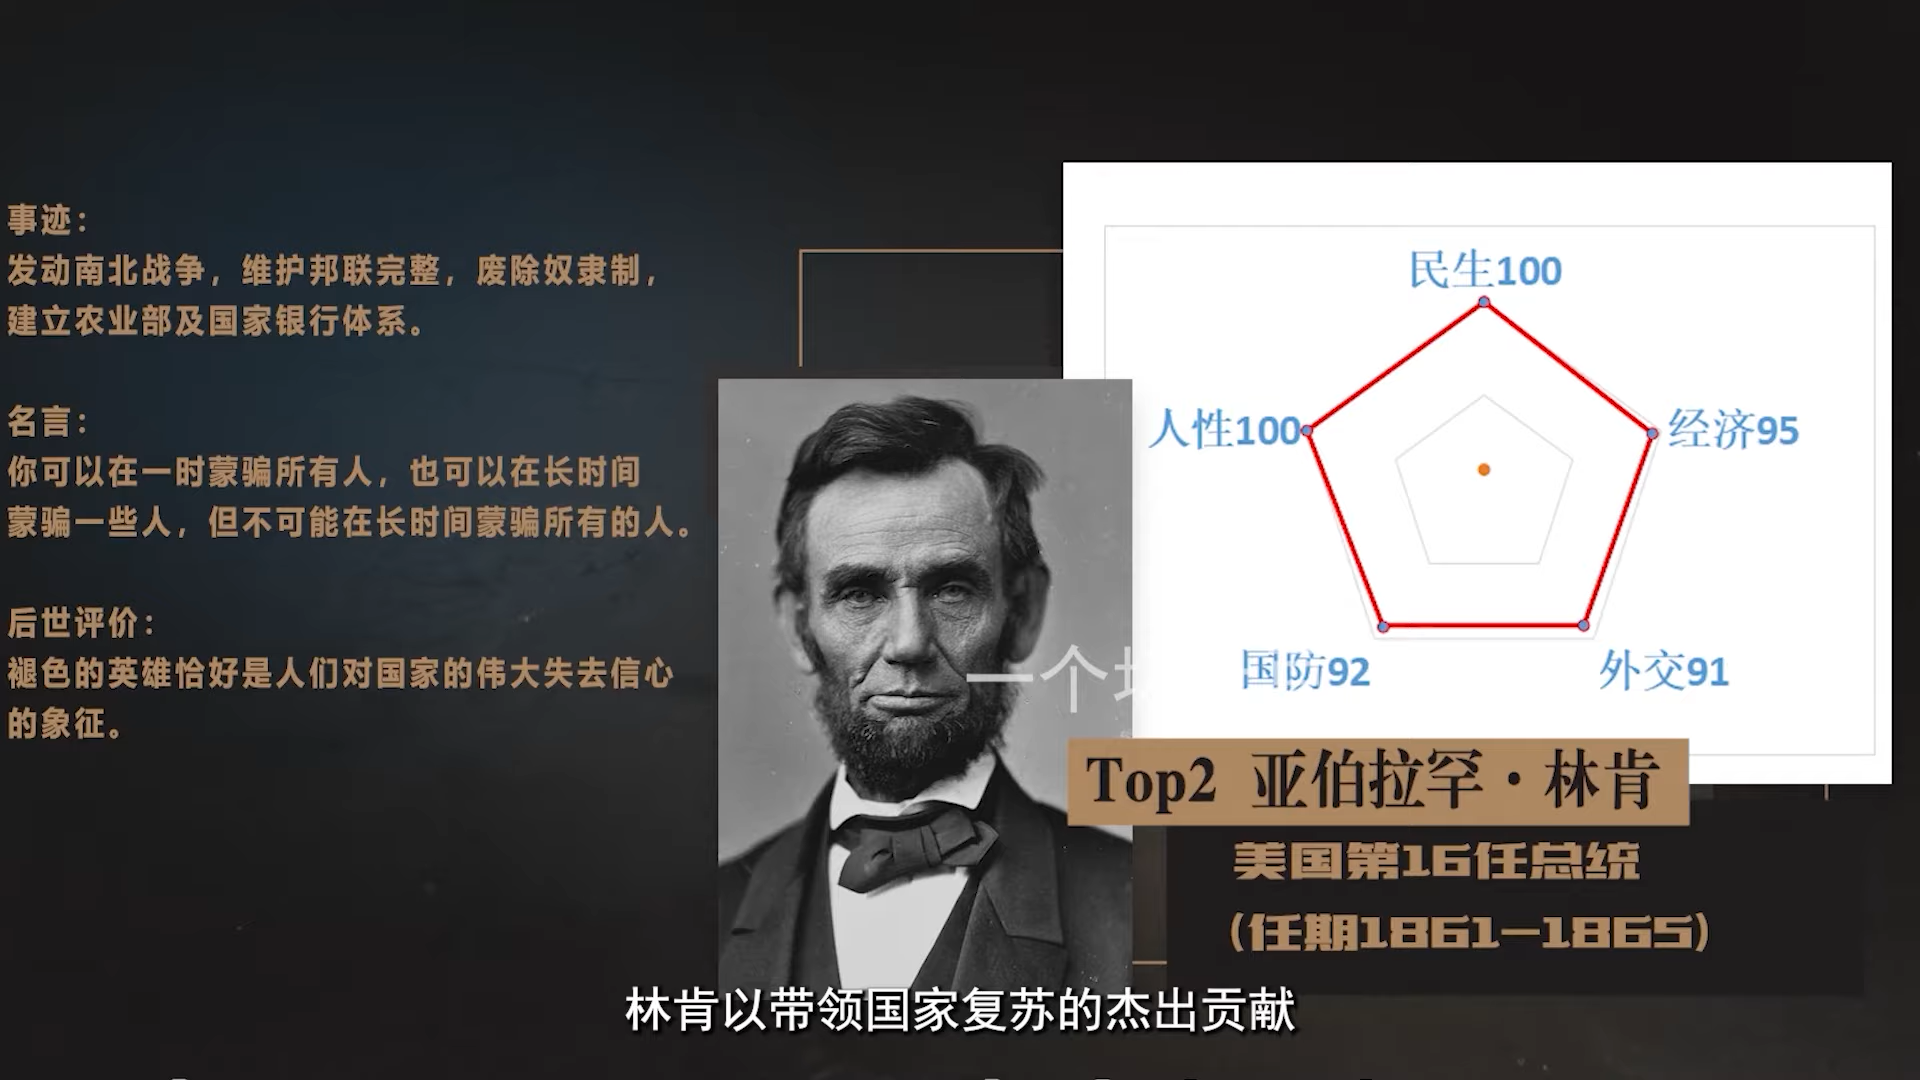 事迹：
发动南北战争，维护邦联完整，废除奴隶制，
建立农业部及国家银行体系。
名言：
你可以在一时蒙骗所有人，也可以在长时间
蒙骗一些人，但不可能在长时间蒙骗所有的人。
后世评价：
褪色的英雄恰好是人们对国家的伟大失去信心
的象征。
民生100
人性100
经济95
国防92
外交91
一个
Top2 亚伯拉罕·林肯
美国第16任总统
(任期1861—1865)
林肯以带领国家复苏的杰出贡献